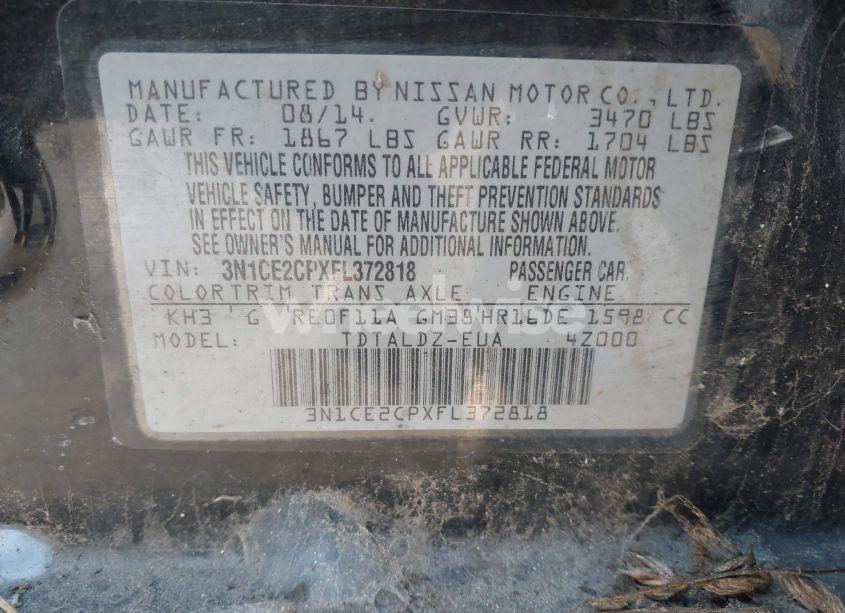 MANUFACTURED BY NISSAN MOTOR CO., LTD.
DATE: 08/14. GVWR: 3470 LBS
GAWR FR: 1867 LBS GAWR RR: 1704 LBS
THIS VEHICLE CONFORMS TO ALL APPLICABLE FEDERAL MOTOR
VEHICLE SAFETY, BUMPER AND THEFT PREVENTION STANDARDS
IN EFFECT ON THE DATE OF MANUFACTURE SHOWN ABOVE.
SEE OWNER'S MANUAL FOR ADDITIONAL INFORMATION.
VIN: 3N1CE2CPXFL372818 PASSENGER CAR.
COLORTRIM TRANS AXLE ENGINE
KH3 G RE0F11A GM38 HR16DE 1598 CC
MODEL: TDTALDZ-EUA 4Z000
3N1CE2CPXFL372818